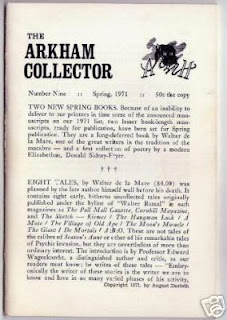 THE
ARKHAM
COLLECTOR
ARKHAM
Number Nine :: Spring, 1971 :: 50¢ the copy
TWO NEW SPRING BOOKS. Because of an inability to
deliver to our printers in time some of the announced man-
uscripts on our 1971 list, two lesser book-length man-
uscripts, ready for publication, have been set for Spring
publication. They are a long-deferred book by Walter de
la Mare, one of the great writers in the tradition of the
macabre — and a first collection of poetry by a modern
Elizabethan, Donald Sidney-Fryer.
† † †
EIGHT TALES, by Walter de la Mare ($4.00) was
planned by the late author himself well before his death. It
contains eight early, hitherto uncollected tales originally
published under the byline of "Walter Ramal" in such
magazines as The Pall Mall Gazette, Cornhill Magazine,
and The Sketch — Kismet • The Hangman Luck • A
Mote • The Village of Old Age • The Moon's Miracle •
The Giant • De Mortuis • A:B:O. These are not tales of
the calibre of Seaton's Aunt or other of his remarkable tales
of Psychic invasion, but they are nevertheless of more than
ordinary interest. The introduction is by Professor Edward
Wagenknecht, a distinguished author and critic, as our
readers must know; he writes of these tales — "Embry-
onically the writer of these stories is the writer we are to
know and love in so many varied phases of his activity.
Copyright 1971, by August Derleth.